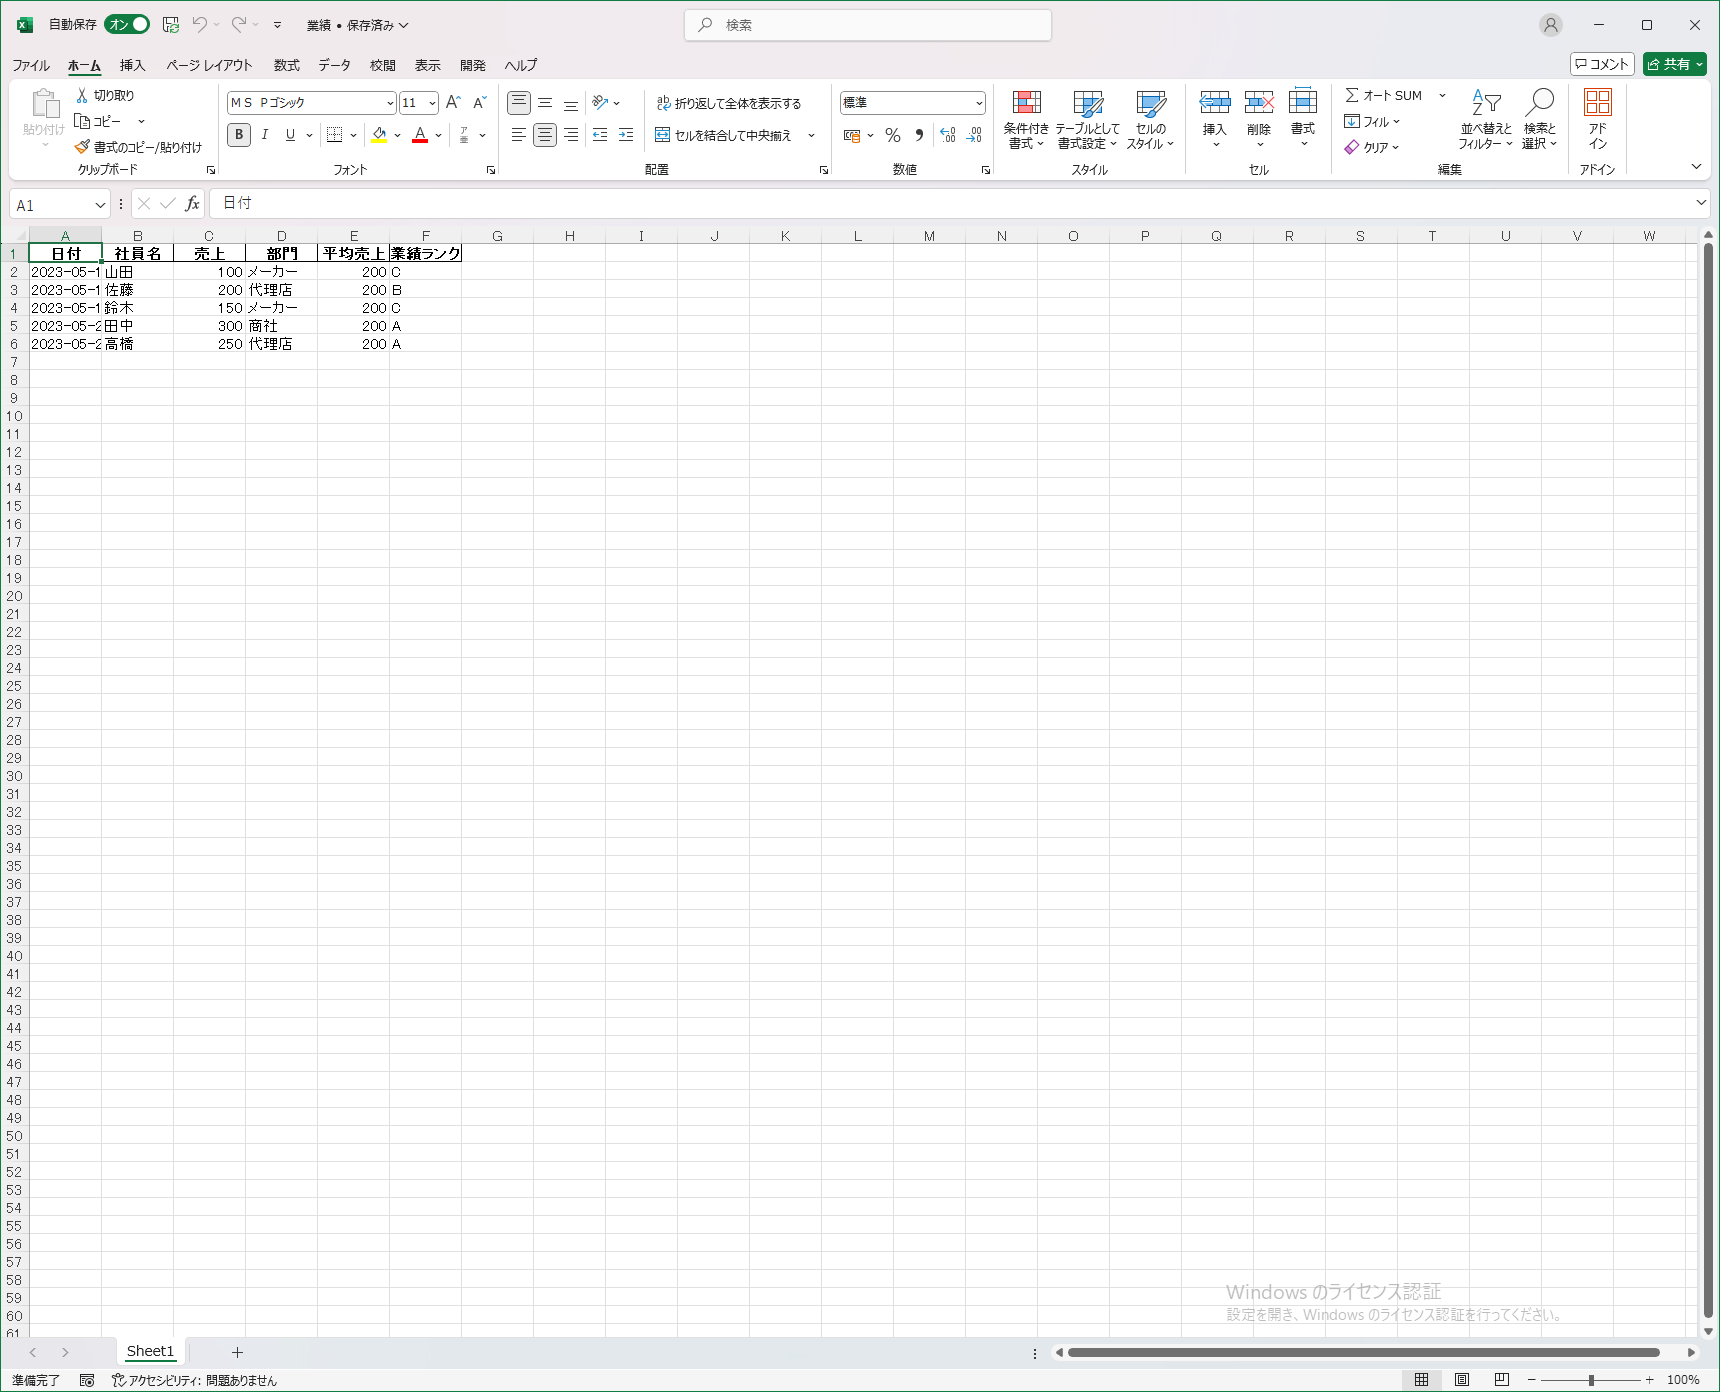 自動保存 オン 業績 • 保存済み 検索
ファイル ホーム 挿入 ページ レイアウト 数式 データ 校閲 表示 開発 ヘルプ コメント 共有
貼り付け 切り取り コピー 書式のコピー/貼り付け
クリップボード
ＭＳ Ｐゴシック 11 A A
B I U A
フォント
折り返して全体を表示する
セルを結合して中央揃え
配置
標準
% 
数値
条件付き書式 テーブルとして書式設定 セルのスタイル
スタイル
挿入 削除 書式
セル
オート SUM
フィル
クリア
並べ替えとフィルター 検索と選択
編集
アドイン
アドイン
A1 fx 日付
A B C D E F G H I J K L M N O P Q R S T U V W
1 日付 社員名 売上 部門 平均売上 業績ランク
2 2023-05-1 山田 100 メーカー 200 C
3 2023-05-1 佐藤 200 代理店 200 B
4 2023-05-1 鈴木 150 メーカー 200 C
5 2023-05-2 田中 300 商社 200 A
6 2023-05-2 高橋 250 代理店 200 A
7
8
9
10
11
12
13
14
15
16
17
18
19
20
21
22
23
24
25
26
27
28
29
30
31
32
33
34
35
36
37
38
39
40
41
42
43
44
45
46
47
48
49
50
51
52
53
54
55
56
57
58
59
60
61
Windows のライセンス認証
設定を開き、Windows のライセンス認証を行ってください。
Sheet1
準備完了 アクセシビリティ: 問題ありません 100%